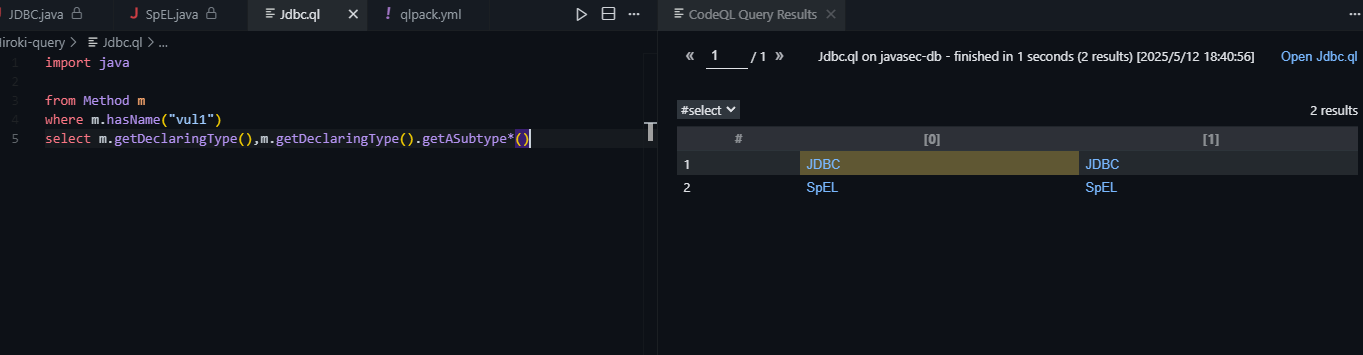 JDBC.java
SpEL.java
Jdbc.ql
! qlpack.yml
CodeQL Query Results
liroki-query > Jdbc.ql > ...
1 import java
2
3 from Method m
4 where m.hasName("vul1")
5 select m.getDeclaringType(),m.getDeclaringType().getASubtype*()
« 1 / 1 » Jdbc.ql on javasec-db - finished in 1 seconds (2 results) [2025/5/12 18:40:56] Open Jdbc.ql
#select 2 results
# [0] [1]
1 JDBC JDBC
2 SpEL SpEL